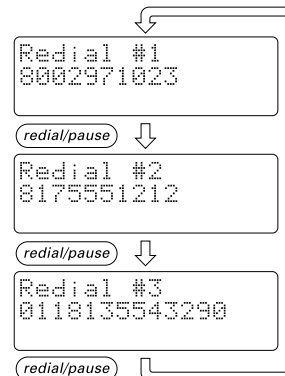 Redial #1
8002971023
redial/pause
Redial #2
8175551212
redial/pause
Redial #3
0118135543290
redial/pause